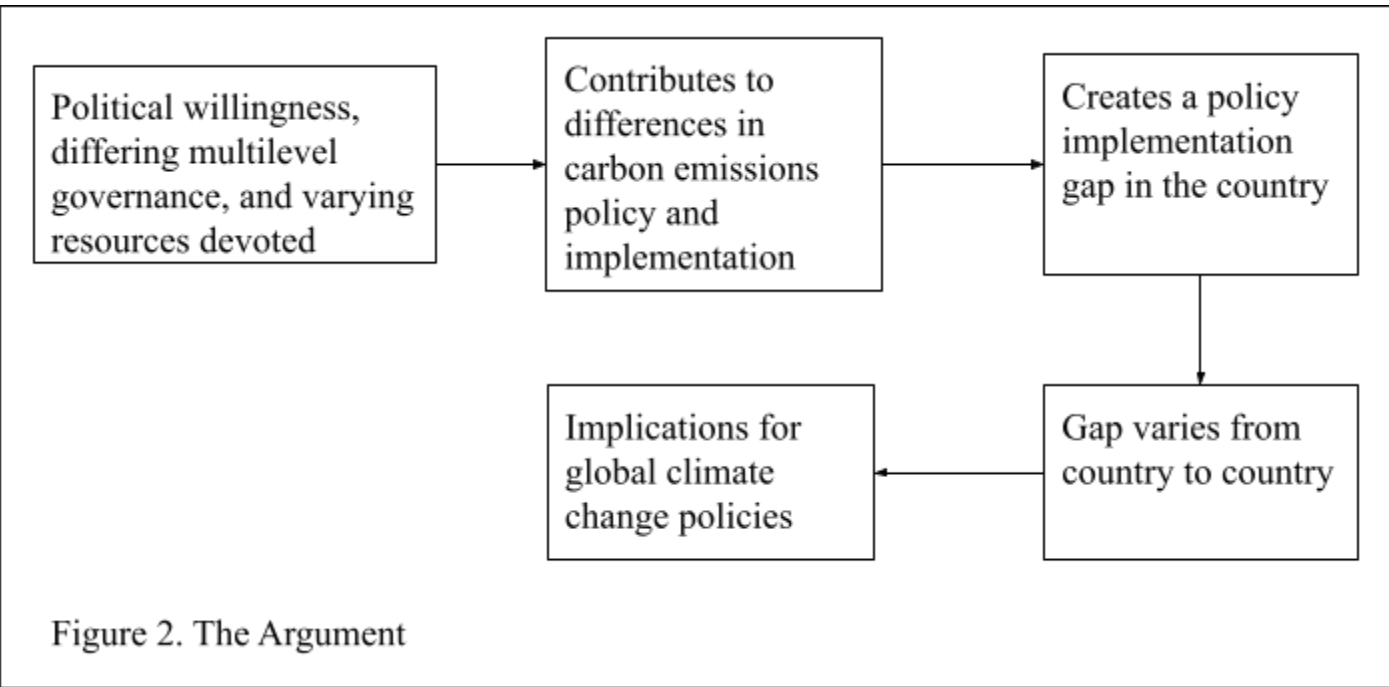 Political willingness,
differing multilevel
governance, and varying
resources devoted
Contributes to
differences in
carbon emissions
policy and
implementation
Creates a policy
implementation
gap in the country
Gap varies from
country to country
Implications for
global climate
change policies
Figure 2. The Argument